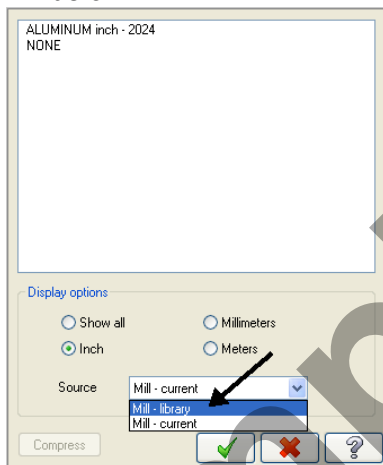 ALUMINUM inch - 2024
NONE
Display options
Show all
Millimeters
Inch
Meters
Source
Mill - current
Mill - library
Mill - current
Compress
?